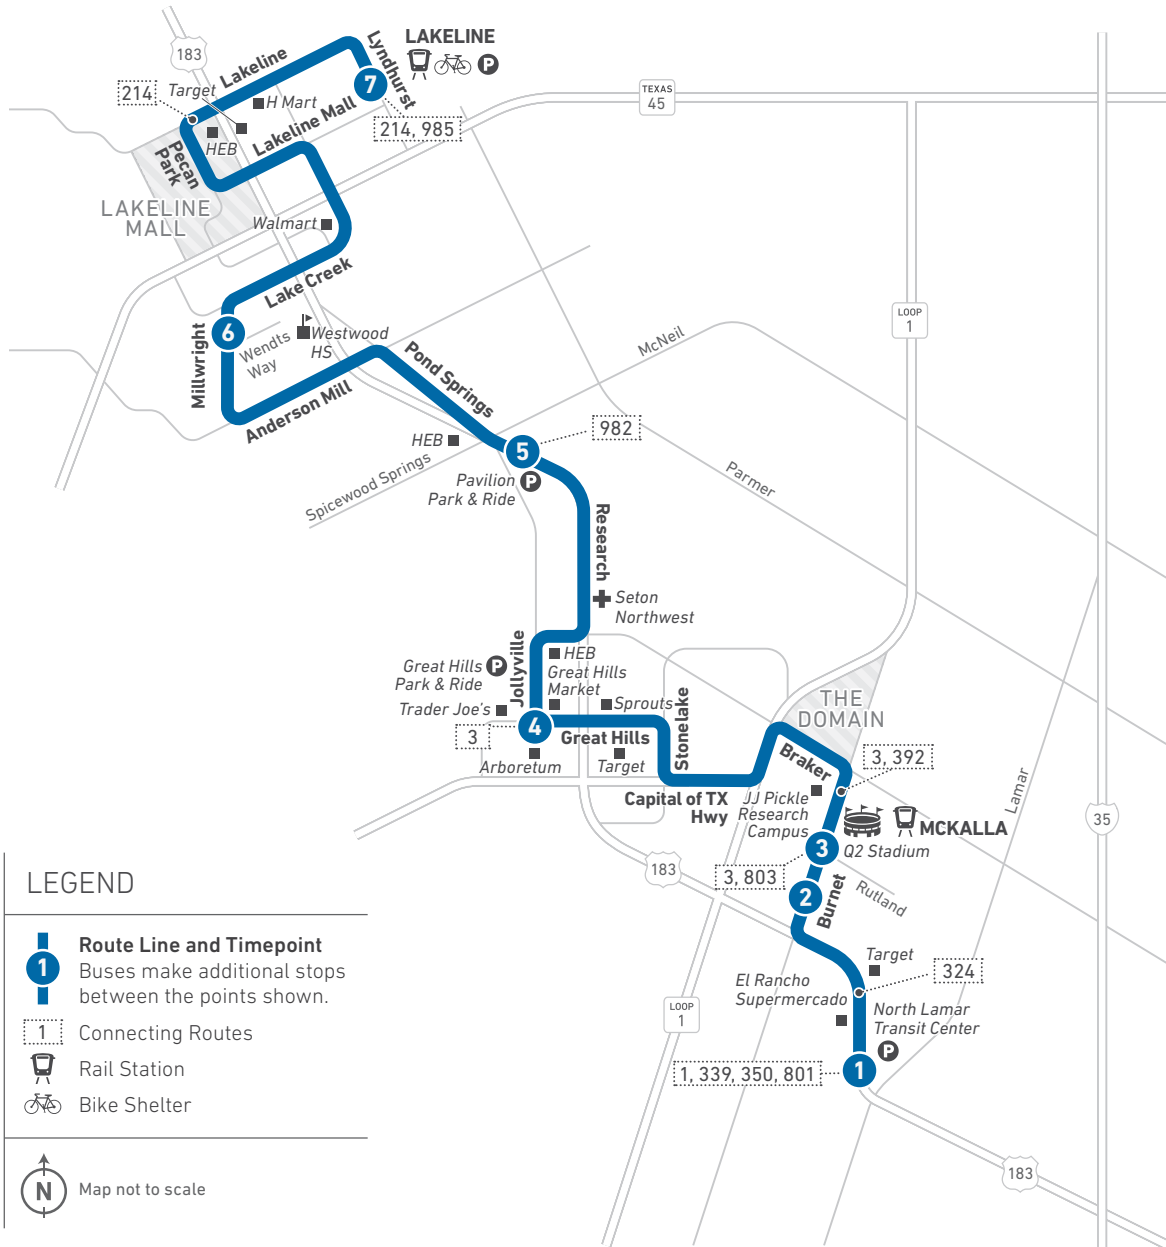 LAKELINE
183
Lakeline
Lyndhurst
7
TEXAS
45
214
Target
H Mart
Lakeline Mall
214, 985
HEB
Pecan
Park
LAKELINE
MALL
Walmart
Lake Creek
LOOP
1
6
Millwright
Wendts
Way
Westwood
HS
McNeil
Pond Springs
Anderson Mill
HEB
5
982
Spicewood Springs
Pavilion
Park & Ride
P
Parmer
Research
Seton
Northwest
Jollyville
HEB
Great Hills
Park & Ride
P
Great Hills
Market
Trader Joe's
Sprouts
Stonelake
THE
DOMAIN
3
4
Great Hills
Arboretum
Target
Braker
3, 392
Capital of TX
Hwy
JJ Pickle
Research
Campus
Lamar
MCKALLA
35
3
Q2 Stadium
183
3, 803
2
Burnet
Rutland
Target
324
El Rancho
Supermercado
North Lamar
Transit Center
P
LOOP
1
1, 339, 350, 801
1
183
P
LEGEND
1
Route Line and Timepoint
Buses make additional stops
between the points shown.
1
Connecting Routes
Rail Station
Bike Shelter
N
Map not to scale